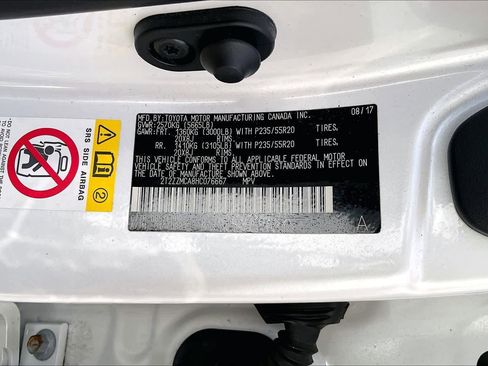 MFD.BY:TOYOTA MOTOR MANUFACTURING CANADA INC.
08/17
GVWR:2570KG (5665LB)
GAWR:FRT. 1360KG (3000LB) WITH P235/55R20 TIRES,
20X8J RIMS,
RR. 1410KG (3105LB) WITH P235/55R20 TIRES,
20X8J RIMS,
THIS VEHICLE CONFORMS TO ALL APPLICABLE FEDERAL MOTOR
VEHICLE SAFETY AND THEFT PREVENTION STANDARDS IN EFFECT ON
THE DATE OF MANUFACTURE SHOWN ABOVE.
2T2ZZMCA8HC076667 MPV
A
SRS SIDE AIRBAG
2